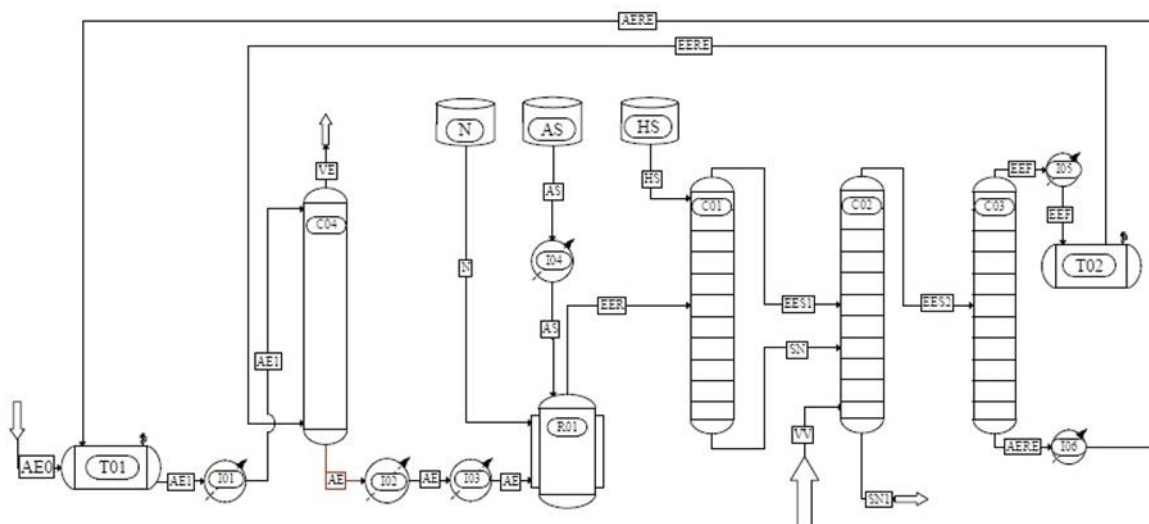 AERE
EERE
N
AS
HS
VE
C04
AS
HS
C01
C02
C03
EEF
I05
EEF
T02
N
I04
AS
EER
EES1
EES2
SN
AE1
R01
VV
AE0
T01
AE1
I01
AE
I02
AE
I03
AE
AERE
I06
SN1